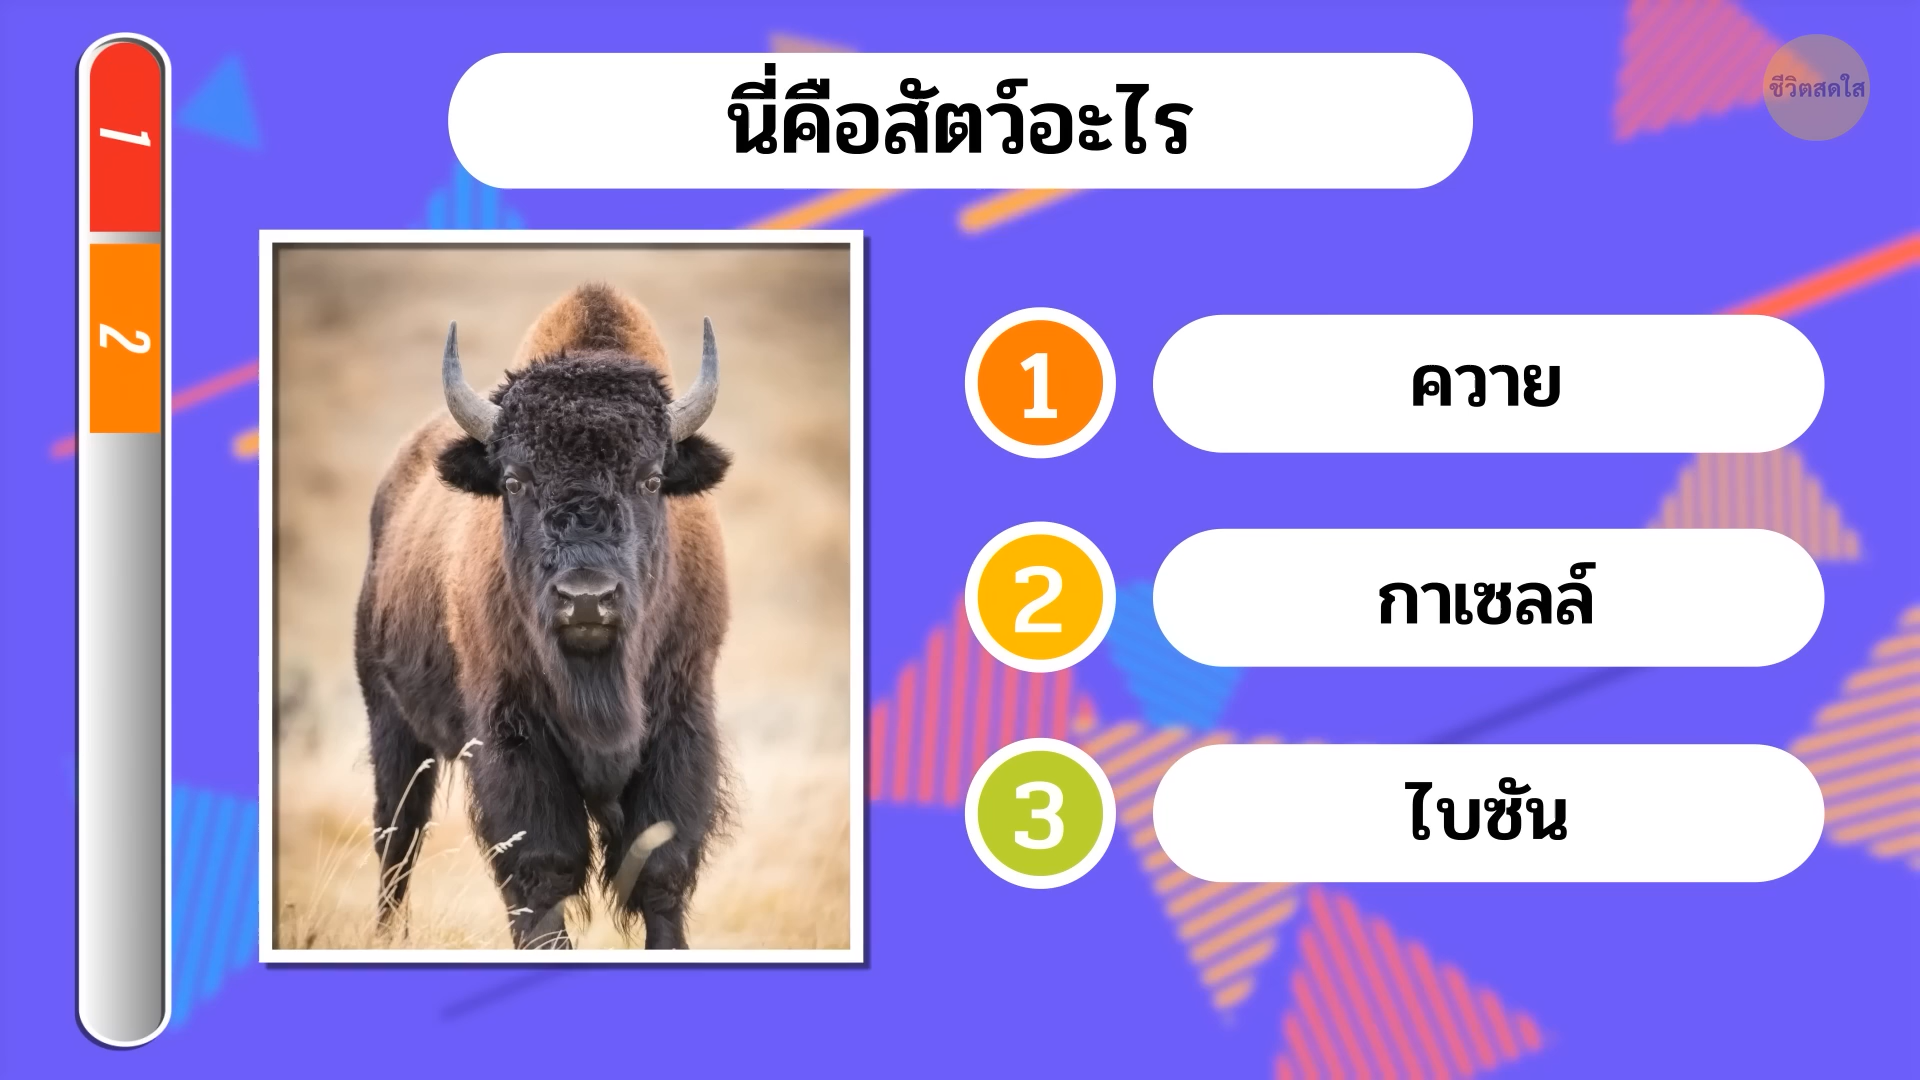 นี่คือสัตว์อะไร
ชีวิตสดใส
1
2
1
ควาย
2
กาเซลล์
3
ไบซัน